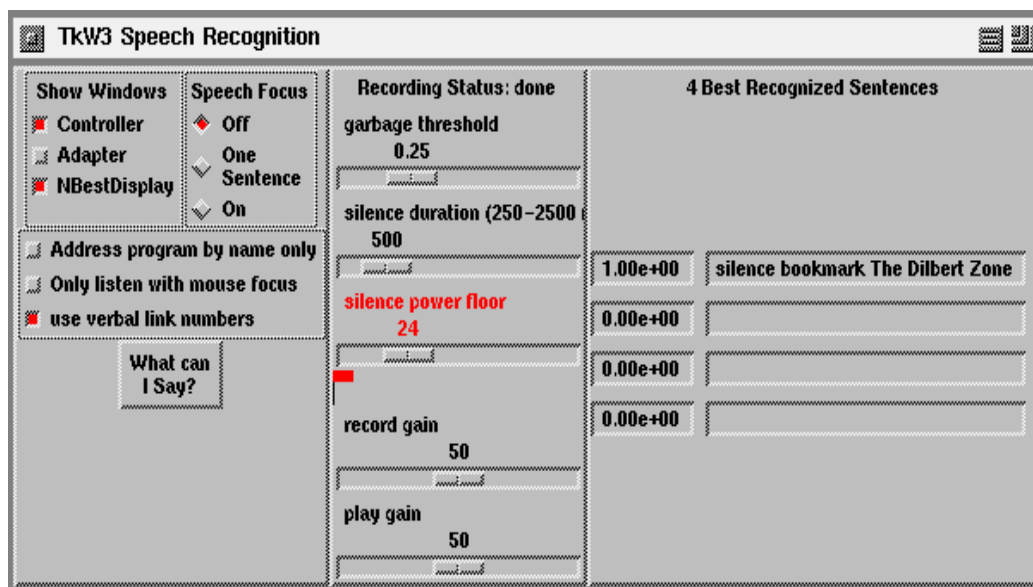 TkW3 Speech Recognition
Show Windows
Controller
Adapter
NBestDisplay
Speech Focus
Off
One
Sentence
On
Address program by name only
Only listen with mouse focus
use verbal link numbers
What can
I Say?
Recording Status: done
garbage threshold
0.25
silence duration (250-2500
500
silence power floor
24
record gain
50
play gain
50
4 Best Recognized Sentences
1.00e+00 silence bookmark The Dilbert Zone
0.00e+00
0.00e+00
0.00e+00